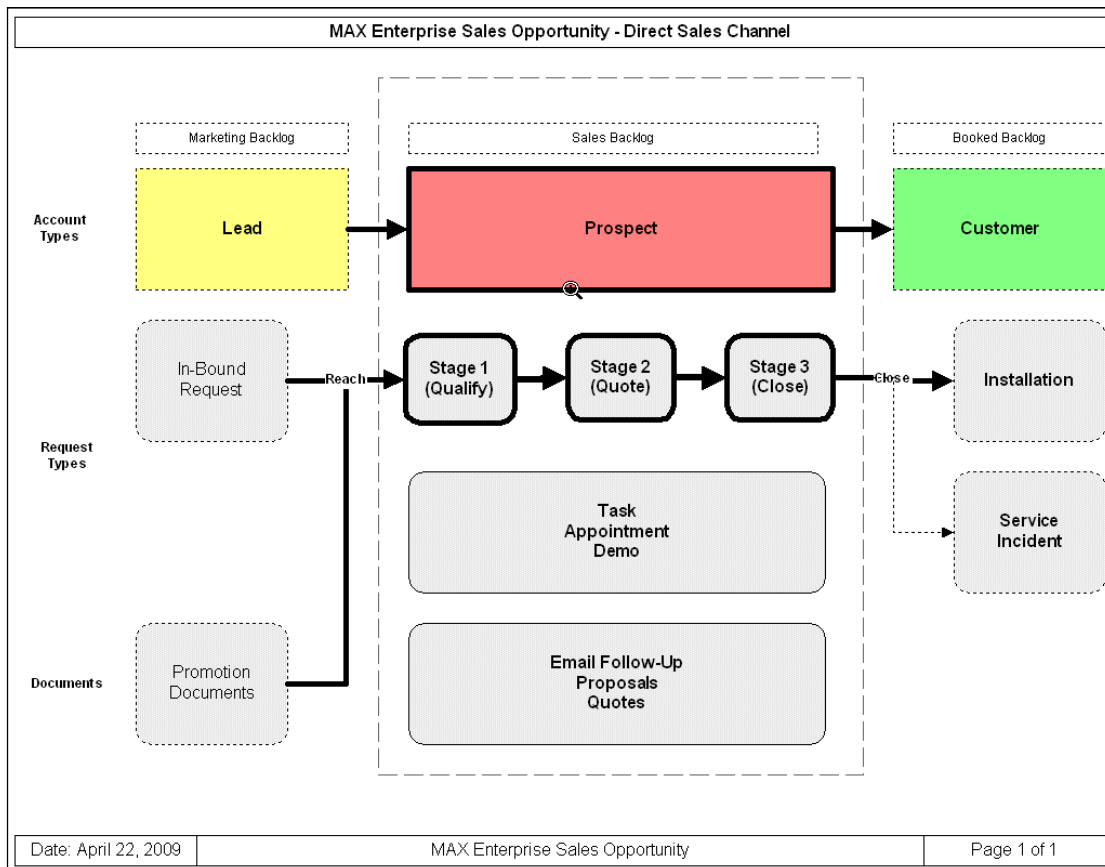 MAX Enterprise Sales Opportunity - Direct Sales Channel
Marketing Backlog
Sales Backlog
Booked Backlog
Account
Types
Lead
Prospect
Customer
In-Bound
Request
Reach
Stage 1
(Qualify)
Stage 2
(Quote)
Stage 3
(Close)
Close
Installation
Request
Types
Task
Appointment
Demo
Service
Incident
Documents
Promotion
Documents
Email Follow-Up
Proposals
Quotes
Date: April 22, 2009
MAX Enterprise Sales Opportunity
Page 1 of 1